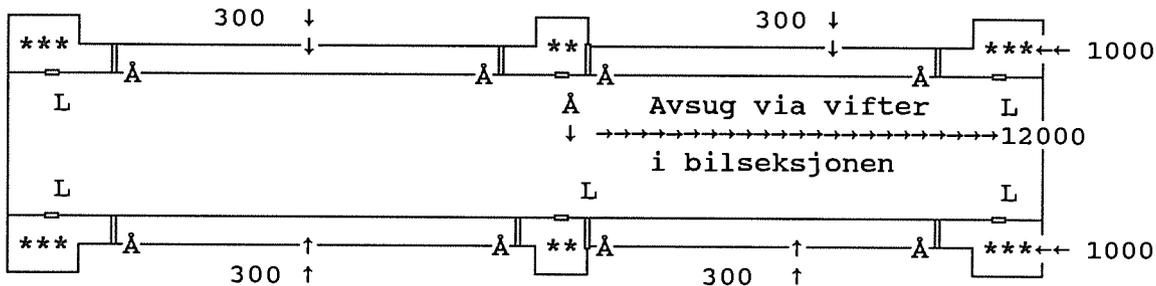 300 ↓ 300 ↓
*** ↓ ** ↓ ***←← 1000
Å Å Å Å
L Å Avsug via vifter L
↓ →→→→→→→→→→→→→→→→→→→→→12000
i bilseksjonen
L L L
*** Å ↑ Å ** Å ↑ Å ***←← 1000
300 ↑ 300 ↑